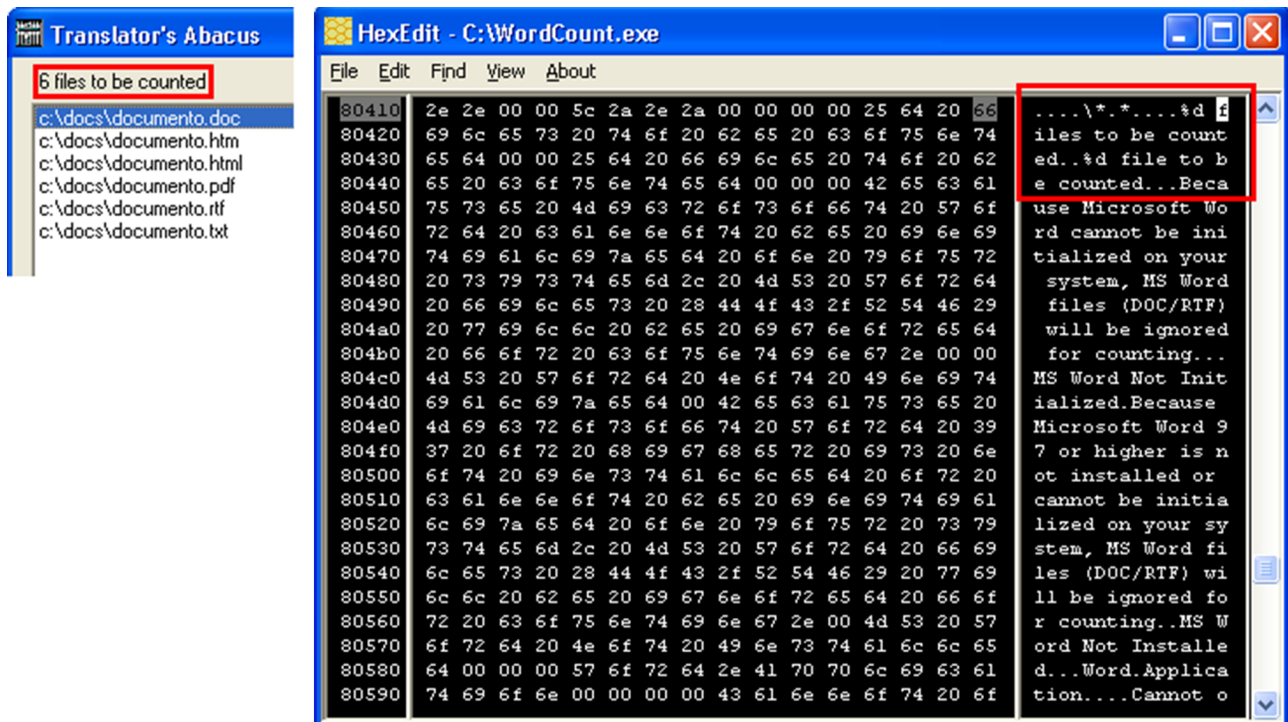 Translator's Abacus
6 files to be counted
c:\docs\documento.doc
c:\docs\documento.htm
c:\docs\documento.html
c:\docs\documento.pdf
c:\docs\documento.rtf
c:\docs\documento.txt
HexEdit - C:\WordCount.exe
File Edit Find View About
80410 2e 2e 00 00 5c 2a 2e 2a 00 00 00 00 25 64 20 66 ....\*.*....%d f
80420 69 6c 65 73 20 74 6f 20 62 65 20 63 6f 75 6e 74 iles to be count
80430 65 64 00 00 25 64 20 66 69 6c 65 20 74 6f 20 62 ed..%d file to b
80440 65 20 63 6f 75 6e 74 65 64 00 00 00 42 65 63 61 e counted...Beca
80450 75 73 65 20 4d 69 63 72 6f 73 6f 66 74 20 57 6f use Microsoft Wo
80460 72 64 20 63 61 6e 6e 6f 74 20 62 65 20 69 6e 69 rd cannot be ini
80470 74 69 61 6c 69 7a 65 64 20 6f 6e 20 79 6f 75 72 tialized on your
80480 20 73 79 73 74 65 6d 2c 20 4d 53 20 57 6f 72 64 system, MS Word
80490 20 66 69 6c 65 73 20 28 44 4f 43 2f 52 54 46 29 files (DOC/RTF)
804a0 20 77 69 6c 6c 20 62 65 20 69 67 6e 6f 72 65 64 will be ignored
804b0 20 66 6f 72 20 63 6f 75 6e 74 69 6e 67 2e 00 00 for counting...
804c0 4d 53 20 57 6f 72 64 20 4e 6f 74 20 49 6e 69 74 MS Word Not Init
804d0 69 61 6c 69 7a 65 64 00 42 65 63 61 75 73 65 20 ialized.Because
804e0 4d 69 63 72 6f 73 6f 66 74 20 57 6f 72 64 20 39 Microsoft Word 9
804f0 37 20 6f 72 20 68 69 67 68 65 72 20 69 73 20 6e 7 or higher is n
80500 6f 74 20 69 6e 73 74 61 6c 6c 65 64 20 6f 72 20 ot installed or
80510 63 61 6e 6e 6f 74 20 62 65 20 69 6e 69 74 69 61 cannot be initia
80520 6c 69 7a 65 64 20 6f 6e 20 79 6f 75 72 20 73 79 lized on your sy
80530 73 74 65 6d 2c 20 4d 53 20 57 6f 72 64 20 66 69 stem, MS Word fi
80540 6c 65 73 20 28 44 4f 43 2f 52 54 46 29 20 77 69 les (DOC/RTF) wi
80550 6c 6c 20 62 65 20 69 67 6e 6f 72 65 64 20 66 6f ll be ignored fo
80560 72 20 63 6f 75 6e 74 69 6e 67 2e 00 4d 53 20 57 r counting..MS W
80570 6f 72 64 20 4e 6f 74 20 49 6e 73 74 61 6c 6c 65 ord Not Installe
80580 64 00 00 00 57 6f 72 64 2e 41 70 70 6c 69 63 61 d...Word.Applica
80590 74 69 6f 6e 00 00 00 00 43 61 6e 6e 6f 74 20 6f tion....Cannot o